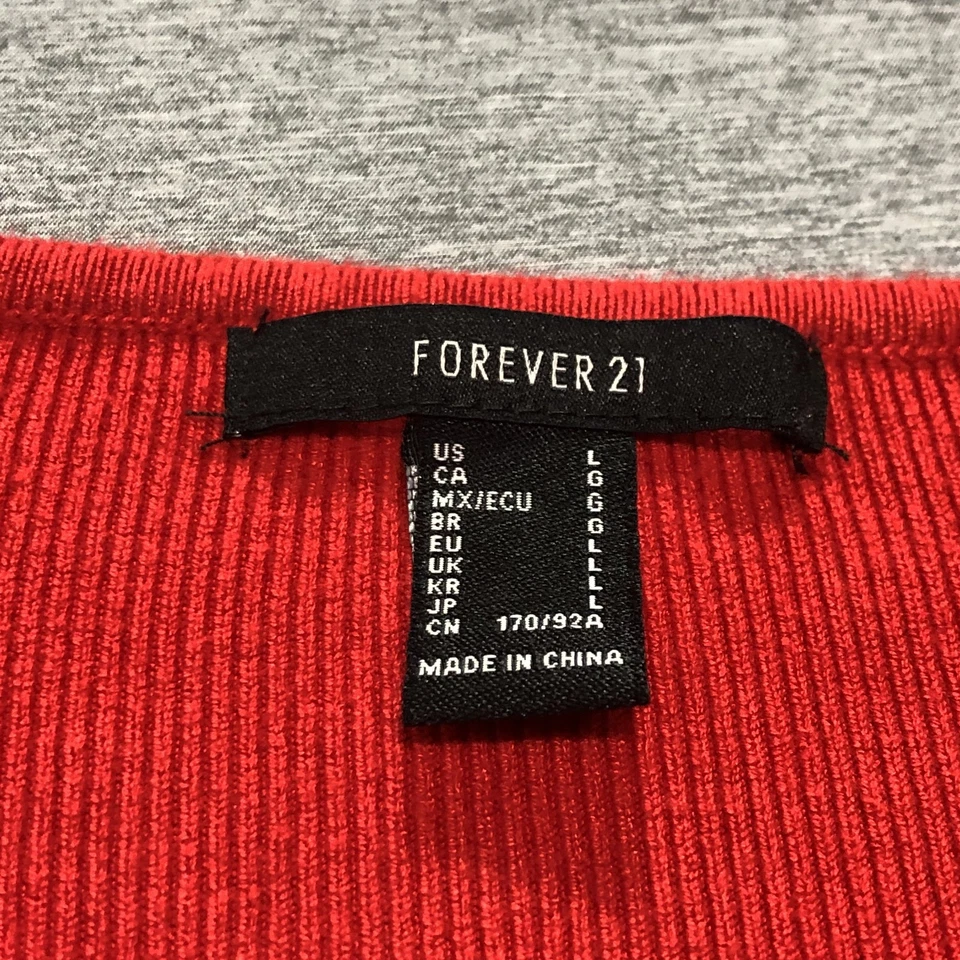 FOREVER 21
US L
CA G
MX/ECU G
BR G
EU L
UK L
KR L
JP L
CN 170/92A
MADE IN CHINA